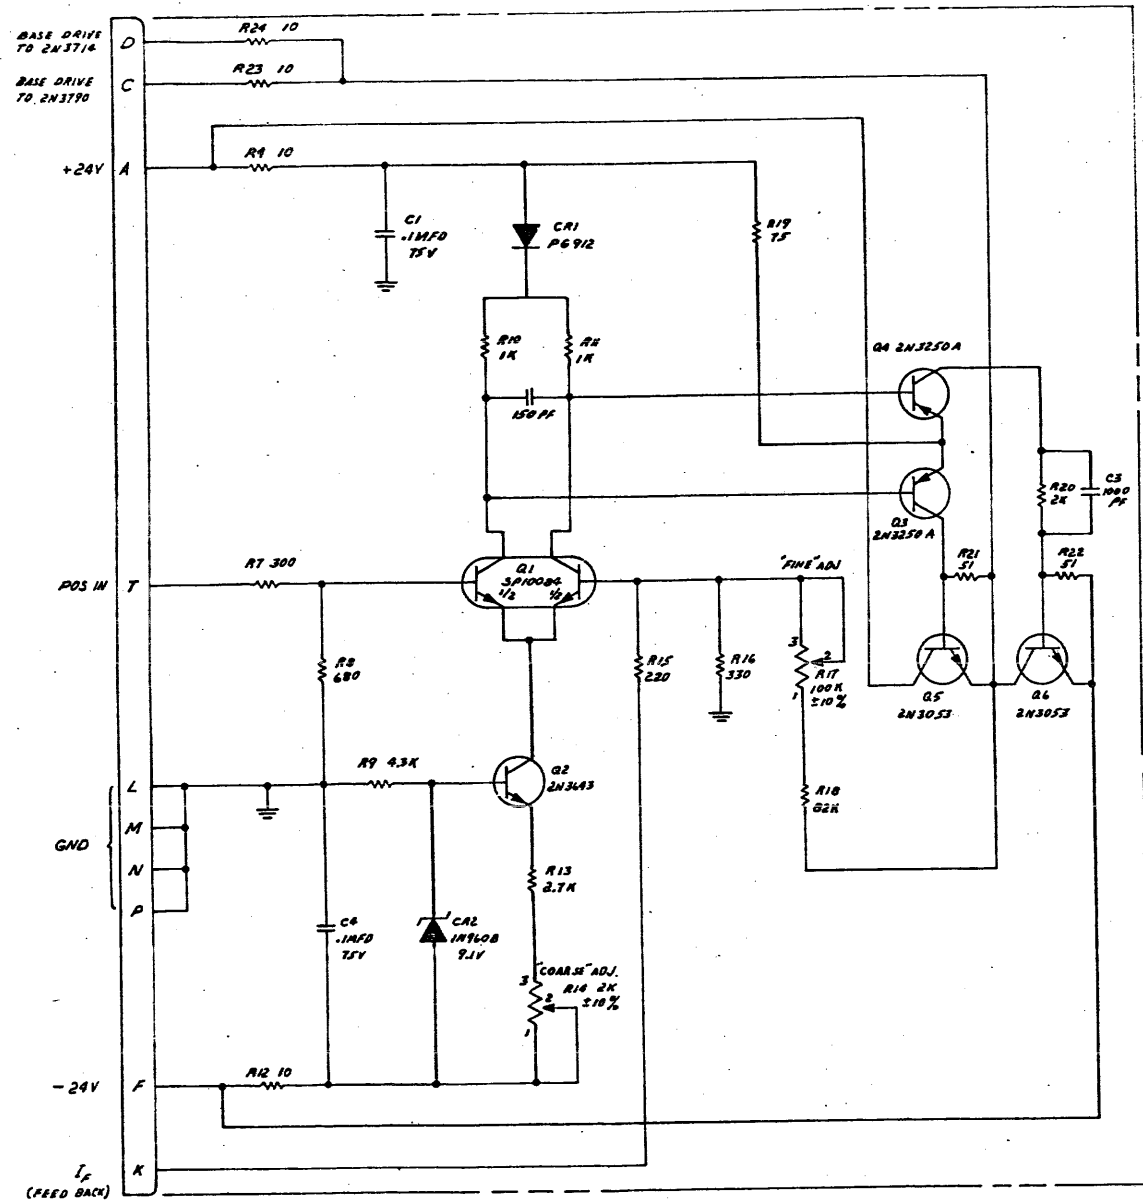 BASE DRIVE
TO 2N3714
D
R24 10
BASE DRIVE
TO 2N3790
C
R23 10
+24V
A
R4 10
C1
.1MFD
75V
CR1
PG912
R19
75
R10
1K
R11
1K
150 PF
Q4 2N3250A
Q3
2N3250A
R20
2K
C3
1000
PF
POS IN
T
R7 300
Q1
SP10084
1/2
1/2
"FINE" ADJ
R21
51
R22
51
R8
680
R15
220
R16
330
3
2
1
R17
100K
±10%
Q5
2N3053
Q6
2N3053
R9 4.3K
Q2
2N3643
R18
82K
GND
L
M
N
P
R13
2.7K
C4
.1MFD
75V
CR2
1N960B
9.1V
"COARSE" ADJ.
3
2
1
R14 2K
±10%
-24V
F
R12 10
IF
(FEED BACK)
K